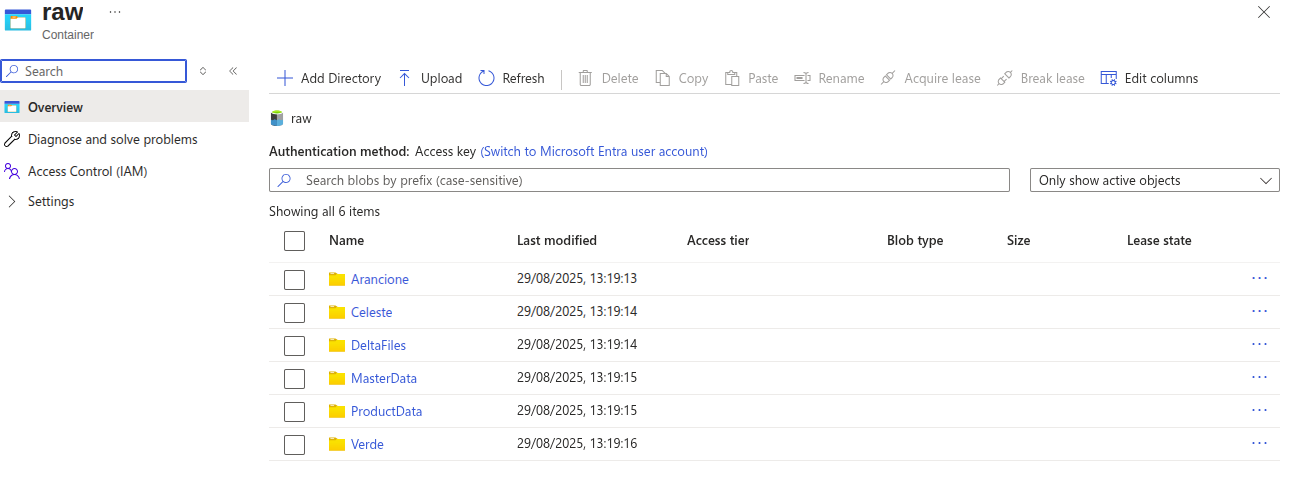 raw ...
Container
Search
Overview
Diagnose and solve problems
Access Control (IAM)
Settings
Add Directory Upload Refresh Delete Copy Paste Rename Acquire lease Break lease Edit columns
raw
Authentication method: Access key (Switch to Microsoft Entra user account)
Search blobs by prefix (case-sensitive) Only show active objects
Showing all 6 items
Name Last modified Access tier Blob type Size Lease state
Arancione 29/08/2025, 13:19:13 ...
Celeste 29/08/2025, 13:19:14 ...
DeltaFiles 29/08/2025, 13:19:14 ...
MasterData 29/08/2025, 13:19:15 ...
ProductData 29/08/2025, 13:19:15 ...
Verde 29/08/2025, 13:19:16 ...